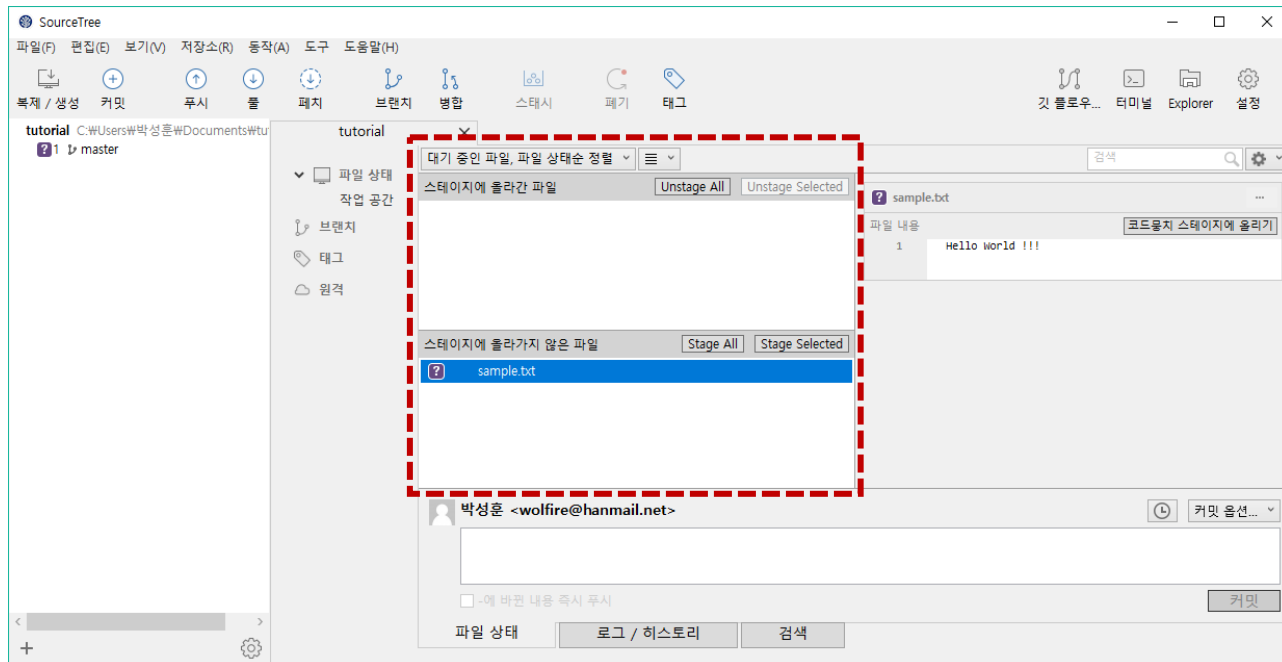 SourceTree
파일(F) 편집(E) 보기(V) 저장소(R) 동작(A) 도구 도움말(H)
복제 / 생성 커밋 푸시 풀 페치 브랜치 병합 스태시 폐기 태그 깃 플로우... 터미널 Explorer 설정
tutorial C:₩Users₩박성훈₩Documents₩tu
?1 master
tutorial
대기 중인 파일, 파일 상태순 정렬
검색
파일 상태
작업 공간
브랜치
태그
원격
스테이지에 올라간 파일 Unstage All Unstage Selected
? sample.txt ...
파일 내용 코드뭉치 스테이지에 올리기
1 Hello World !!!
스테이지에 올라가지 않은 파일 Stage All Stage Selected
? sample.txt
박성훈 <wolfire@hanmail.net>
커밋 옵션...
-에 바뀐 내용 즉시 푸시
커밋
파일 상태 로그 / 히스토리 검색